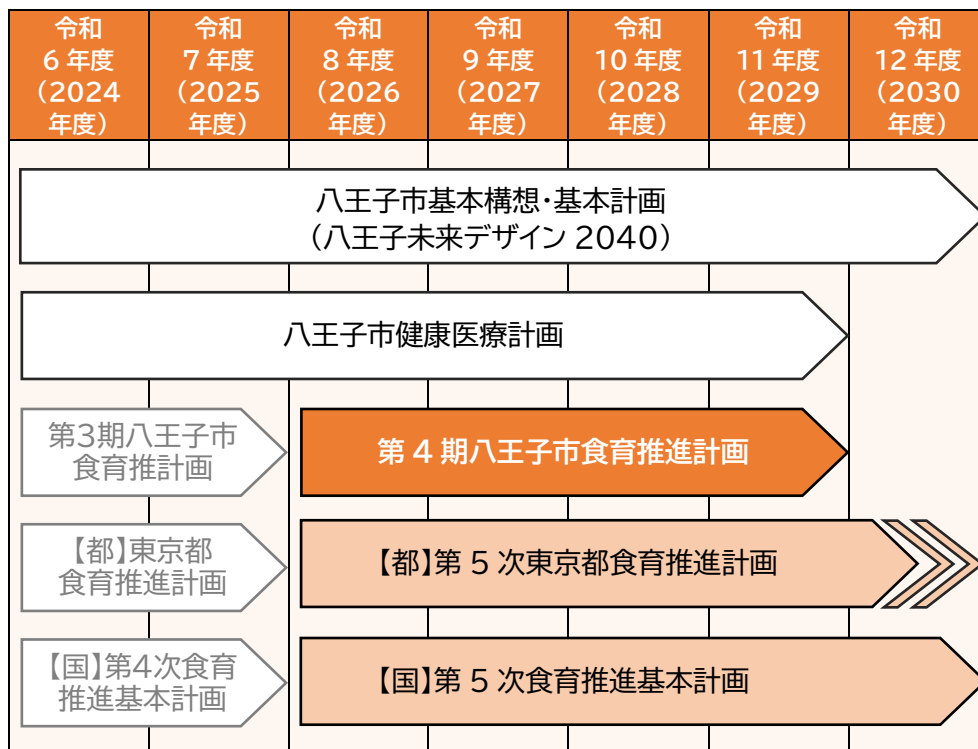 令和
6 年度
（2024
年度）
令和
7 年度
（2025
年度）
令和
8 年度
（2026
年度）
令和
9 年度
（2027
年度）
令和
10 年度
（2028
年度）
令和
11 年度
（2029
年度）
令和
12 年度
（2030
年度）
八王子市基本構想・基本計画
（八王子未来デザイン 2040）
八王子市健康医療計画
第3期八王子市
食育推計画
第 4 期八王子市食育推進計画
【都】東京都
食育推進計画
【都】第 5 次東京都食育推進計画
【国】第4次食育
推進基本計画
【国】第 5 次食育推進基本計画